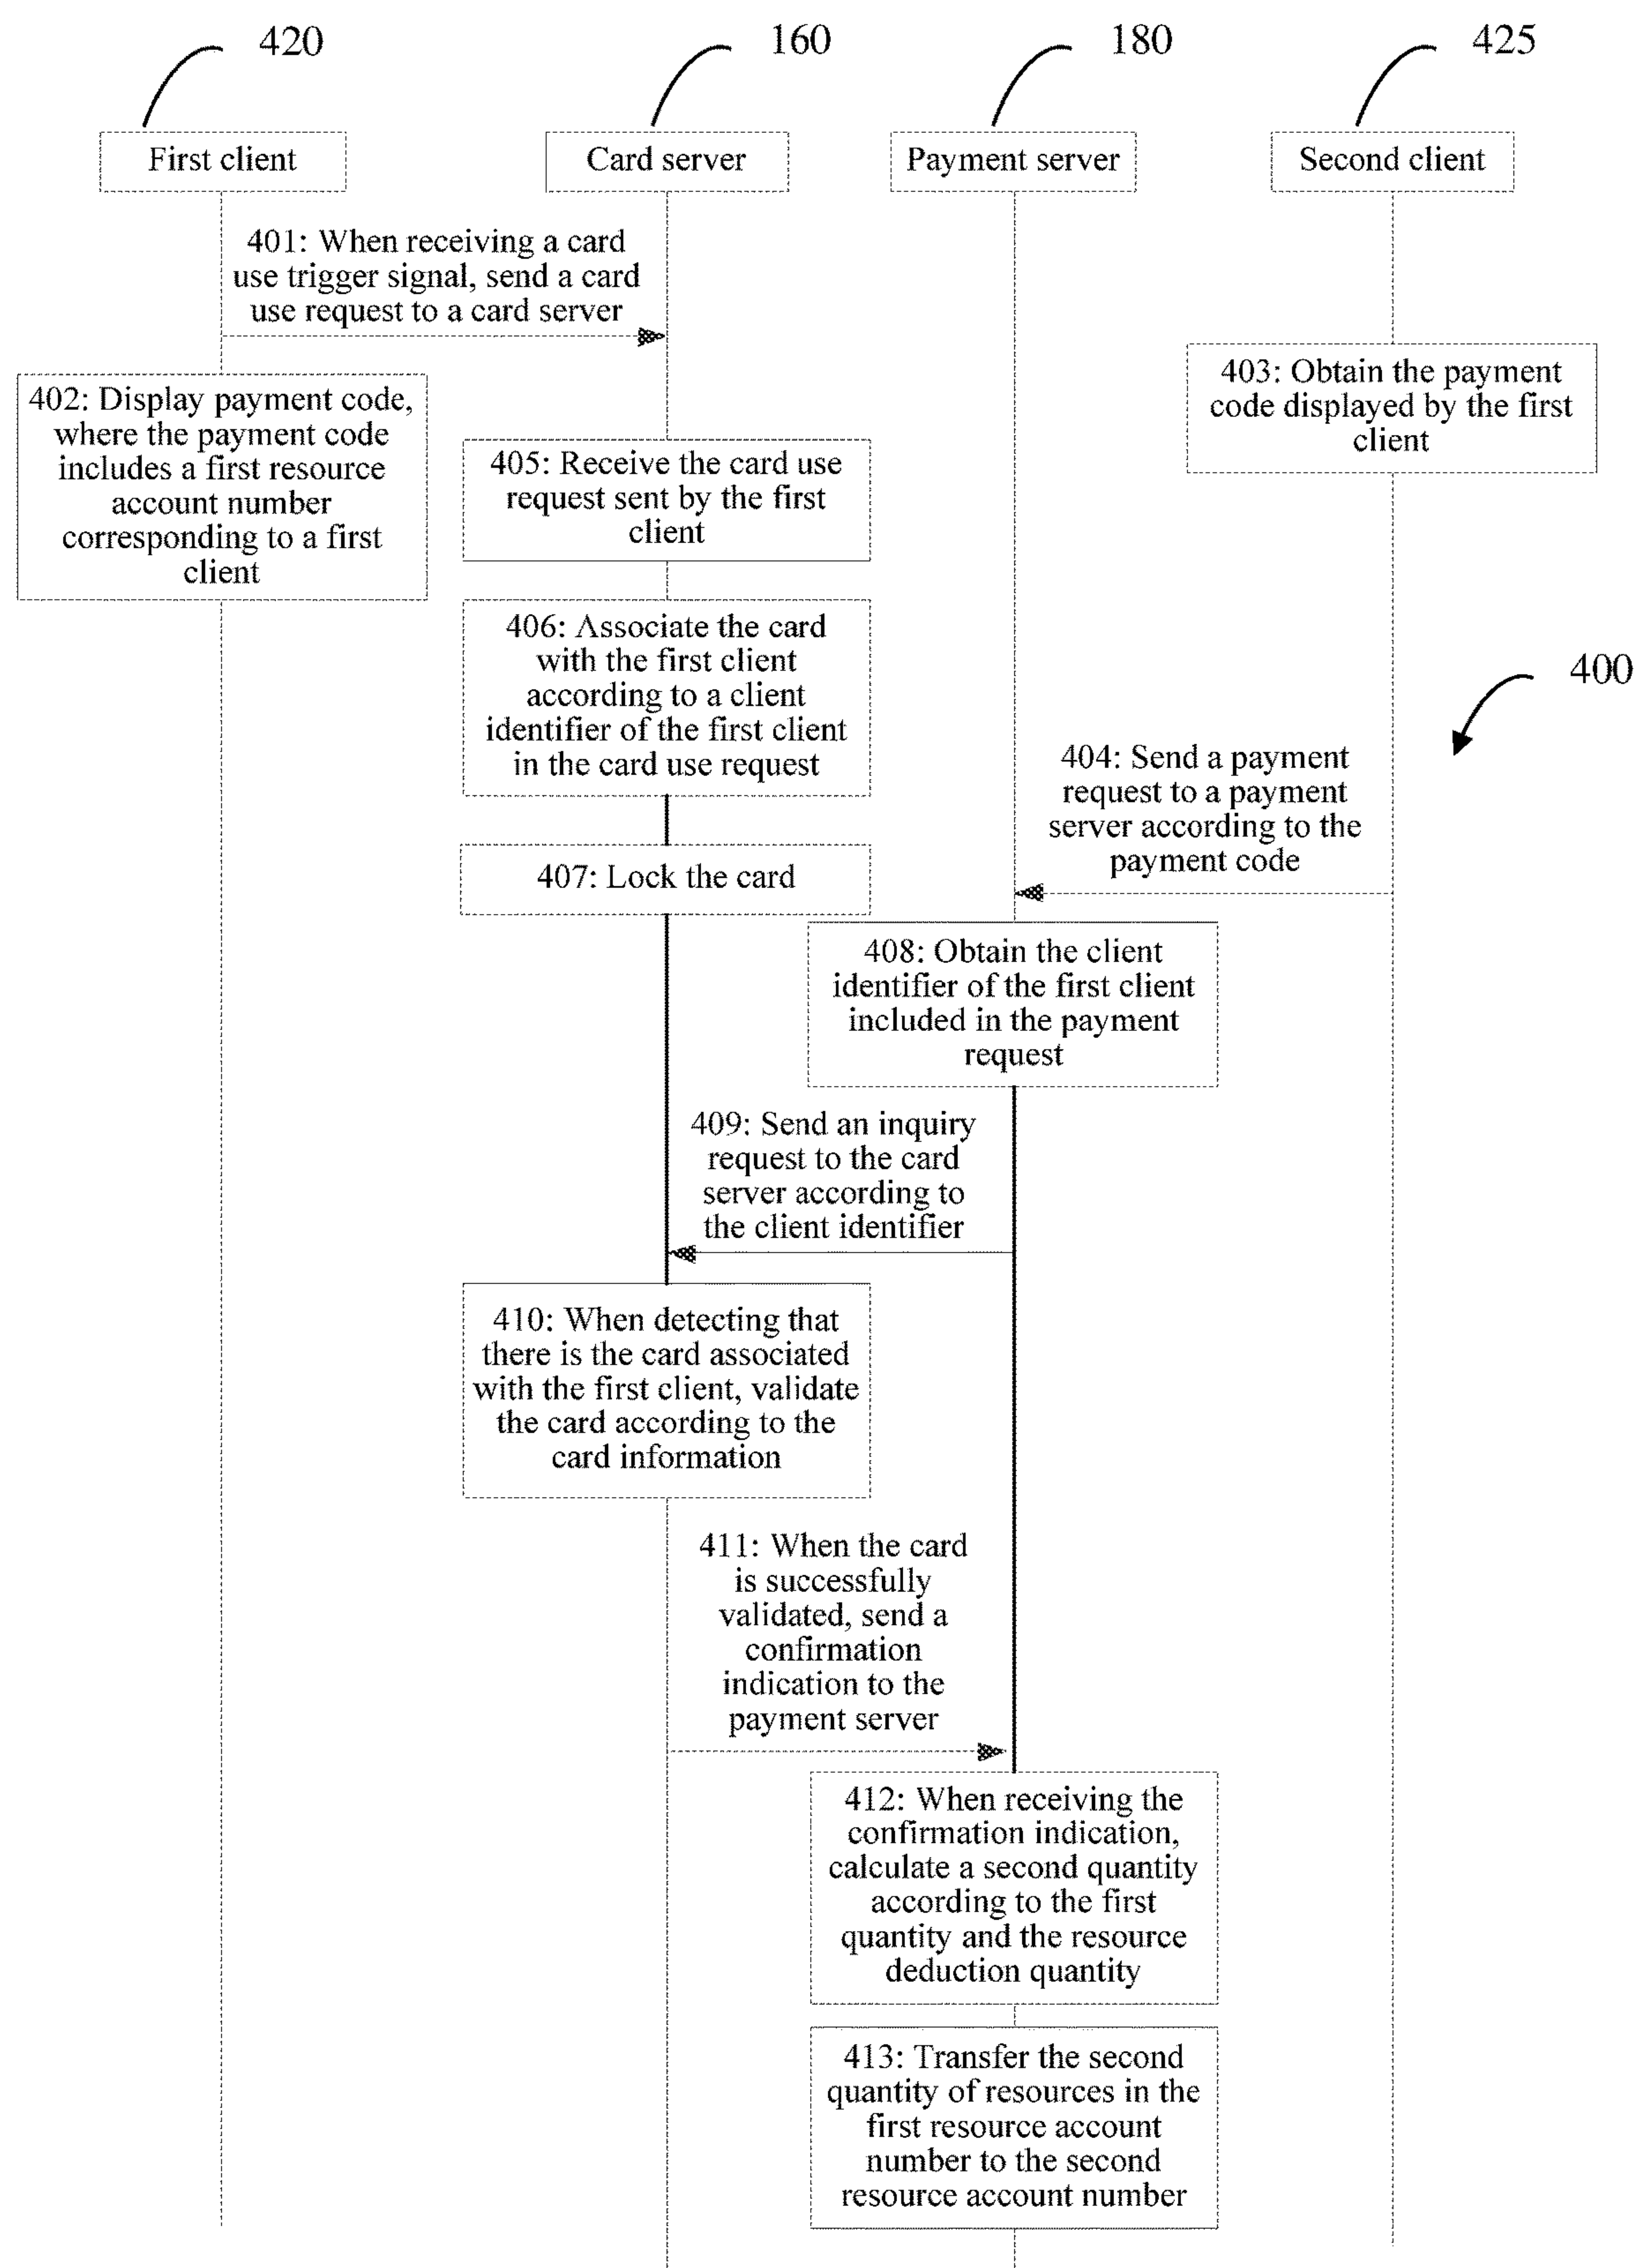 420
160
180
425
First client
Card server
Payment server
Second client
401: When receiving a card
use trigger signal, send a card
use request to a card server
402: Display payment code,
where the payment code
includes a first resource
account number
corresponding to a first
client
403: Obtain the payment
code displayed by the first
client
405: Receive the card use
request sent by the first
client
406: Associate the card
with the first client
according to a client
identifier of the first client
in the card use request
400
404: Send a payment
request to a payment
server according to the
payment code
407: Lock the card
408: Obtain the client
identifier of the first client
included in the payment
request
409: Send an inquiry
request to the card
server according to
the client identifier
410: When detecting that
there is the card associated
with the first client, validate
the card according to the
card information
411: When the card
is successfully
validated, send a
confirmation
indication to the
payment server
412: When receiving the
confirmation indication,
calculate a second quantity
according to the first
quantity and the resource
deduction quantity
413: Transfer the second
quantity of resources in the
first resource account
number to the second
resource account number